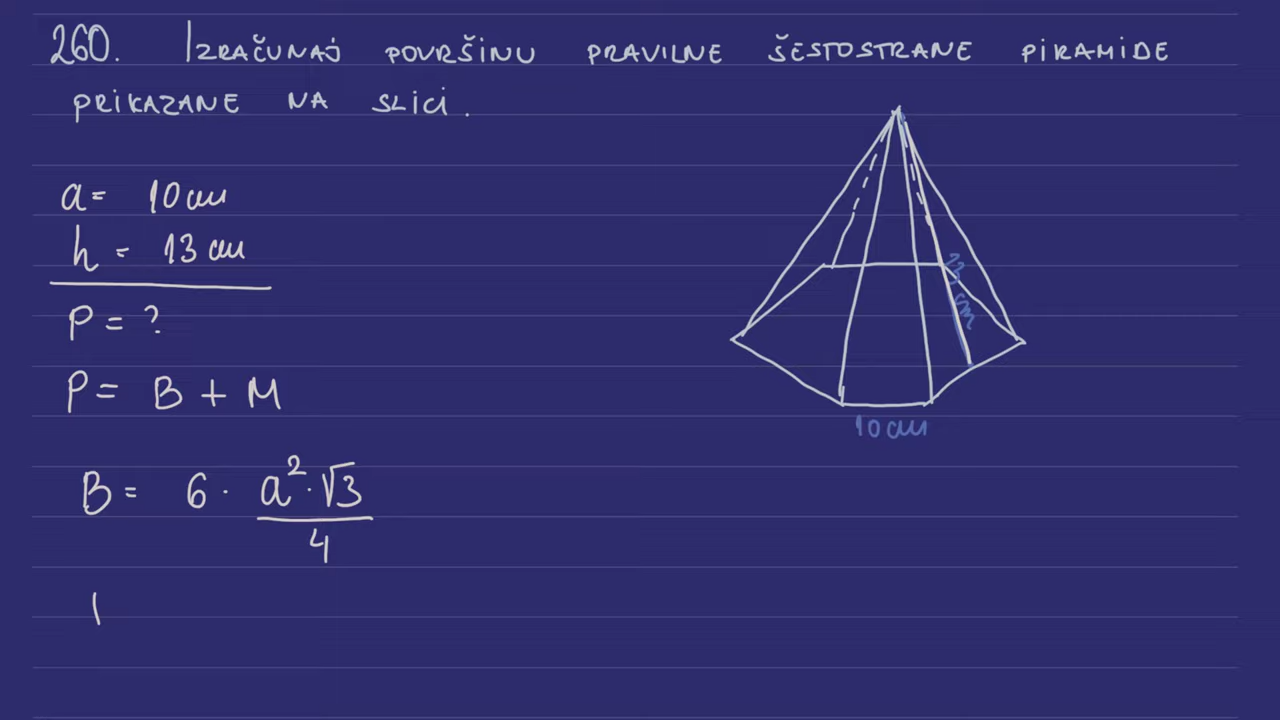 260. IZRAČUNAJ POVRŠINU PRAVILNE ŠESTOSTRANE PIRAMIDE
PRIKAZANE NA SLICI.
a = 10 cm
h = 13 cm
P = ?
P = B + M
B = 6 · a² · √3
4
10 cm